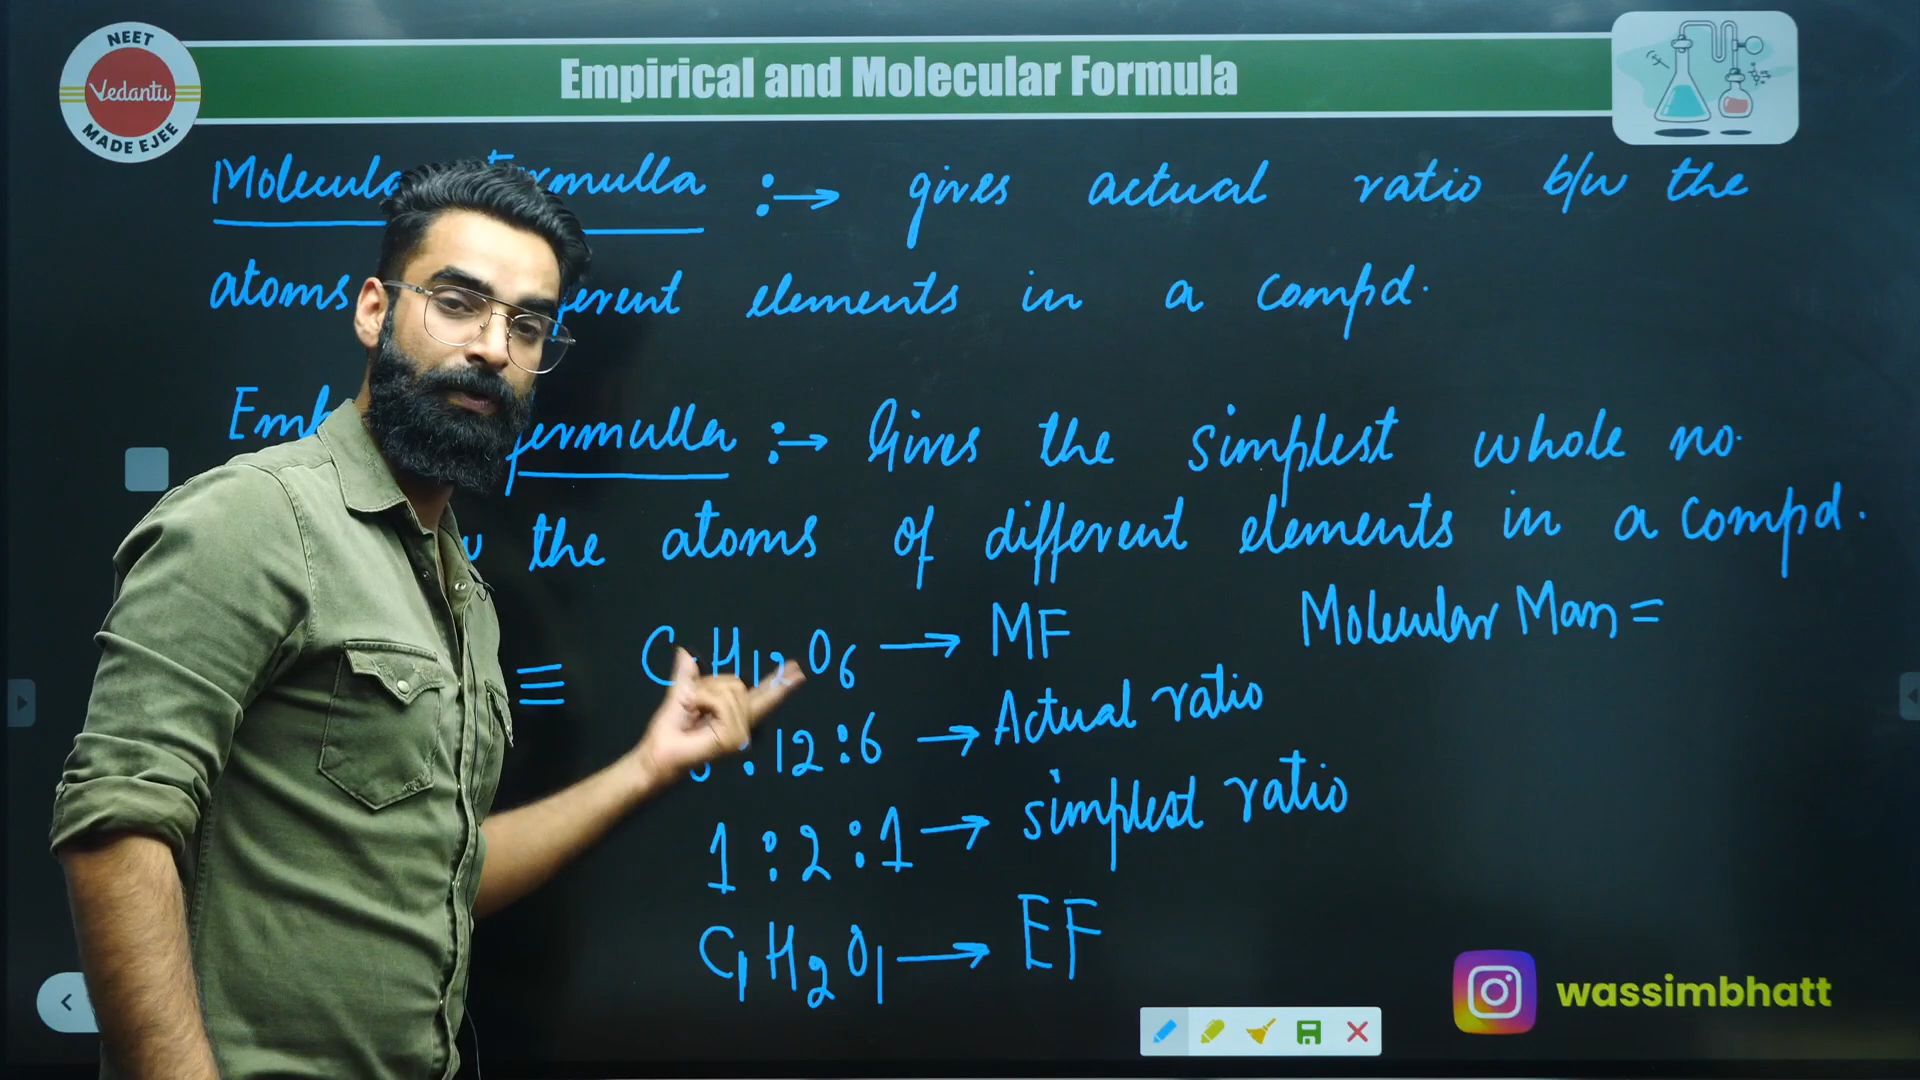 NEET
Vedantu
MADE EJEE
Empirical and Molecular Formula
:→ gives actual ratio b/w the
atoms elements in a compd.
:→ Gives the simplest whole no.
the atoms of different elements in a compd.
Molecular Mass =
H12O6 → MF
:12:6 → Actual ratio
1:2:1 → simplest ratio
C1H2O1 → EF
wassimbhatt